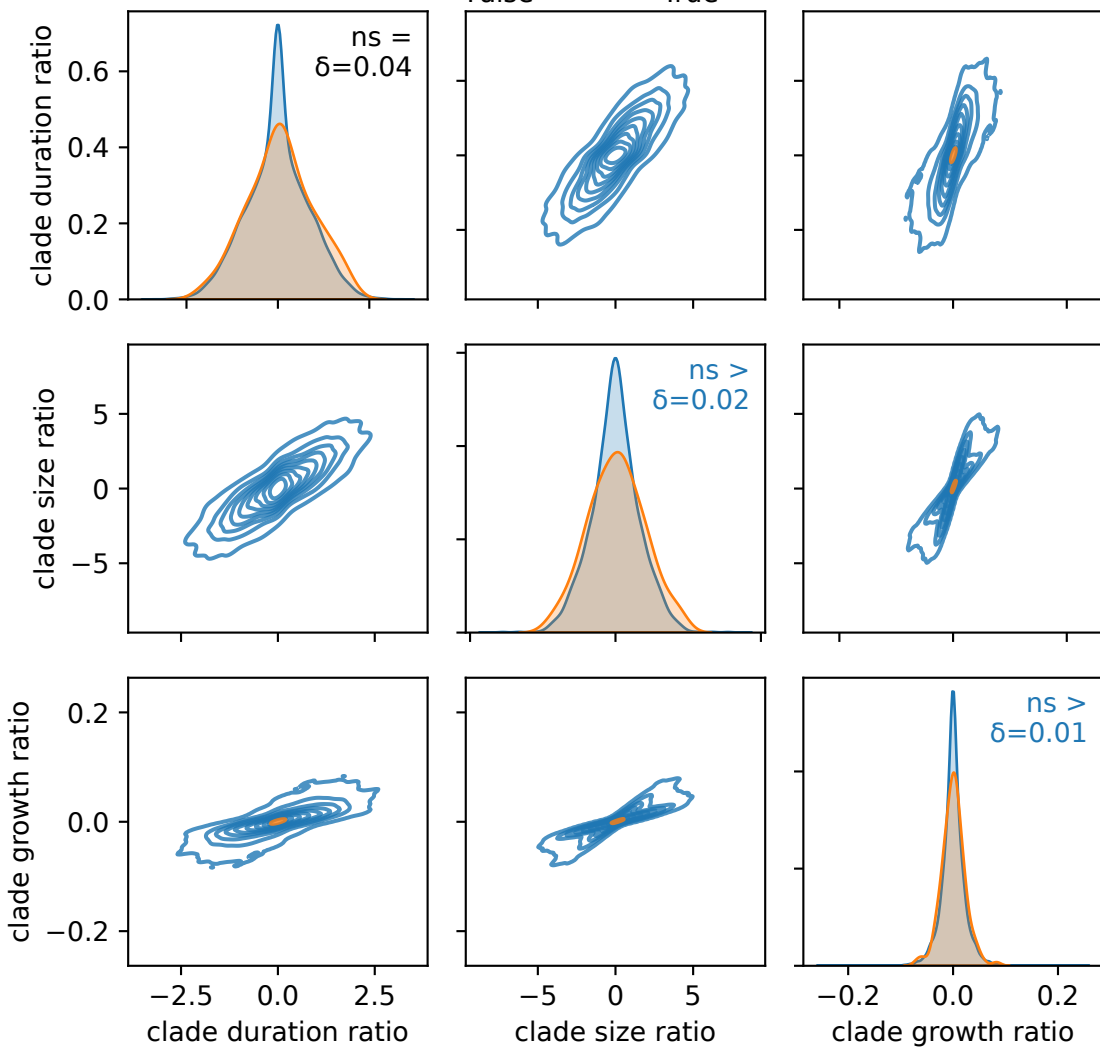 clade duration ratio
0.6
0.4
0.2
0.0
ns =
δ=0.04
clade size ratio
5
0
−5
ns >
δ=0.02
clade growth ratio
0.2
0.0
−0.2
ns >
δ=0.01
−2.5 0.0 2.5
−5 0 5
−0.2 0.0 0.2
clade duration ratio
clade size ratio
clade growth ratio